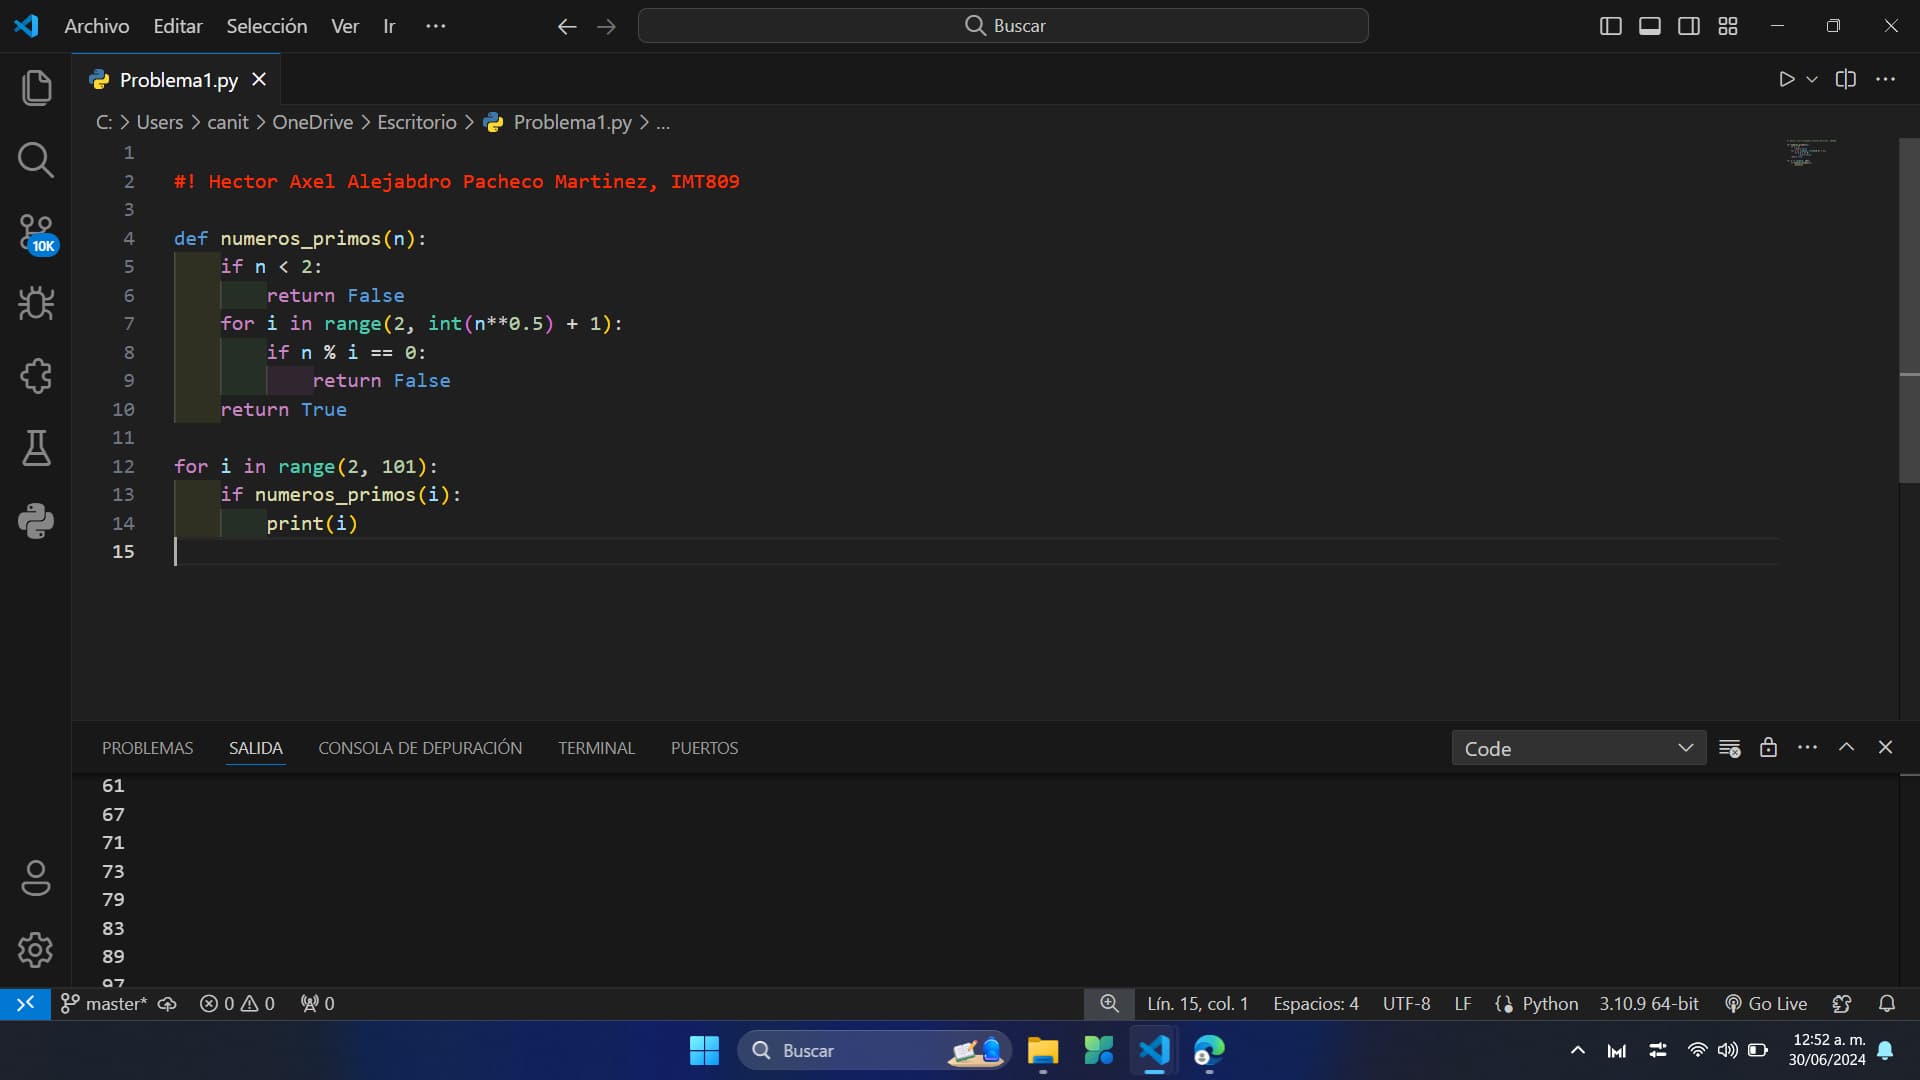 Archivo Editar Selección Ver Ir ··· Buscar
Problema1.py
C: > Users > canit > OneDrive > Escritorio > Problema1.py > ...
1
2 #! Hector Axel Alejabdro Pacheco Martinez, IMT809
3
4 def numeros_primos(n):
5 if n < 2:
6 return False
7 for i in range(2, int(n**0.5) + 1):
8 if n % i == 0:
9 return False
10 return True
11
12 for i in range(2, 101):
13 if numeros_primos(i):
14 print(i)
15
10K
PROBLEMAS SALIDA CONSOLA DE DEPURACIÓN TERMINAL PUERTOS Code
61
67
71
73
79
83
89
97
master* 0 0 0 Lín. 15, col. 1 Espacios: 4 UTF-8 LF Python 3.10.9 64-bit Go Live
Buscar
12:52 a. m.
30/06/2024